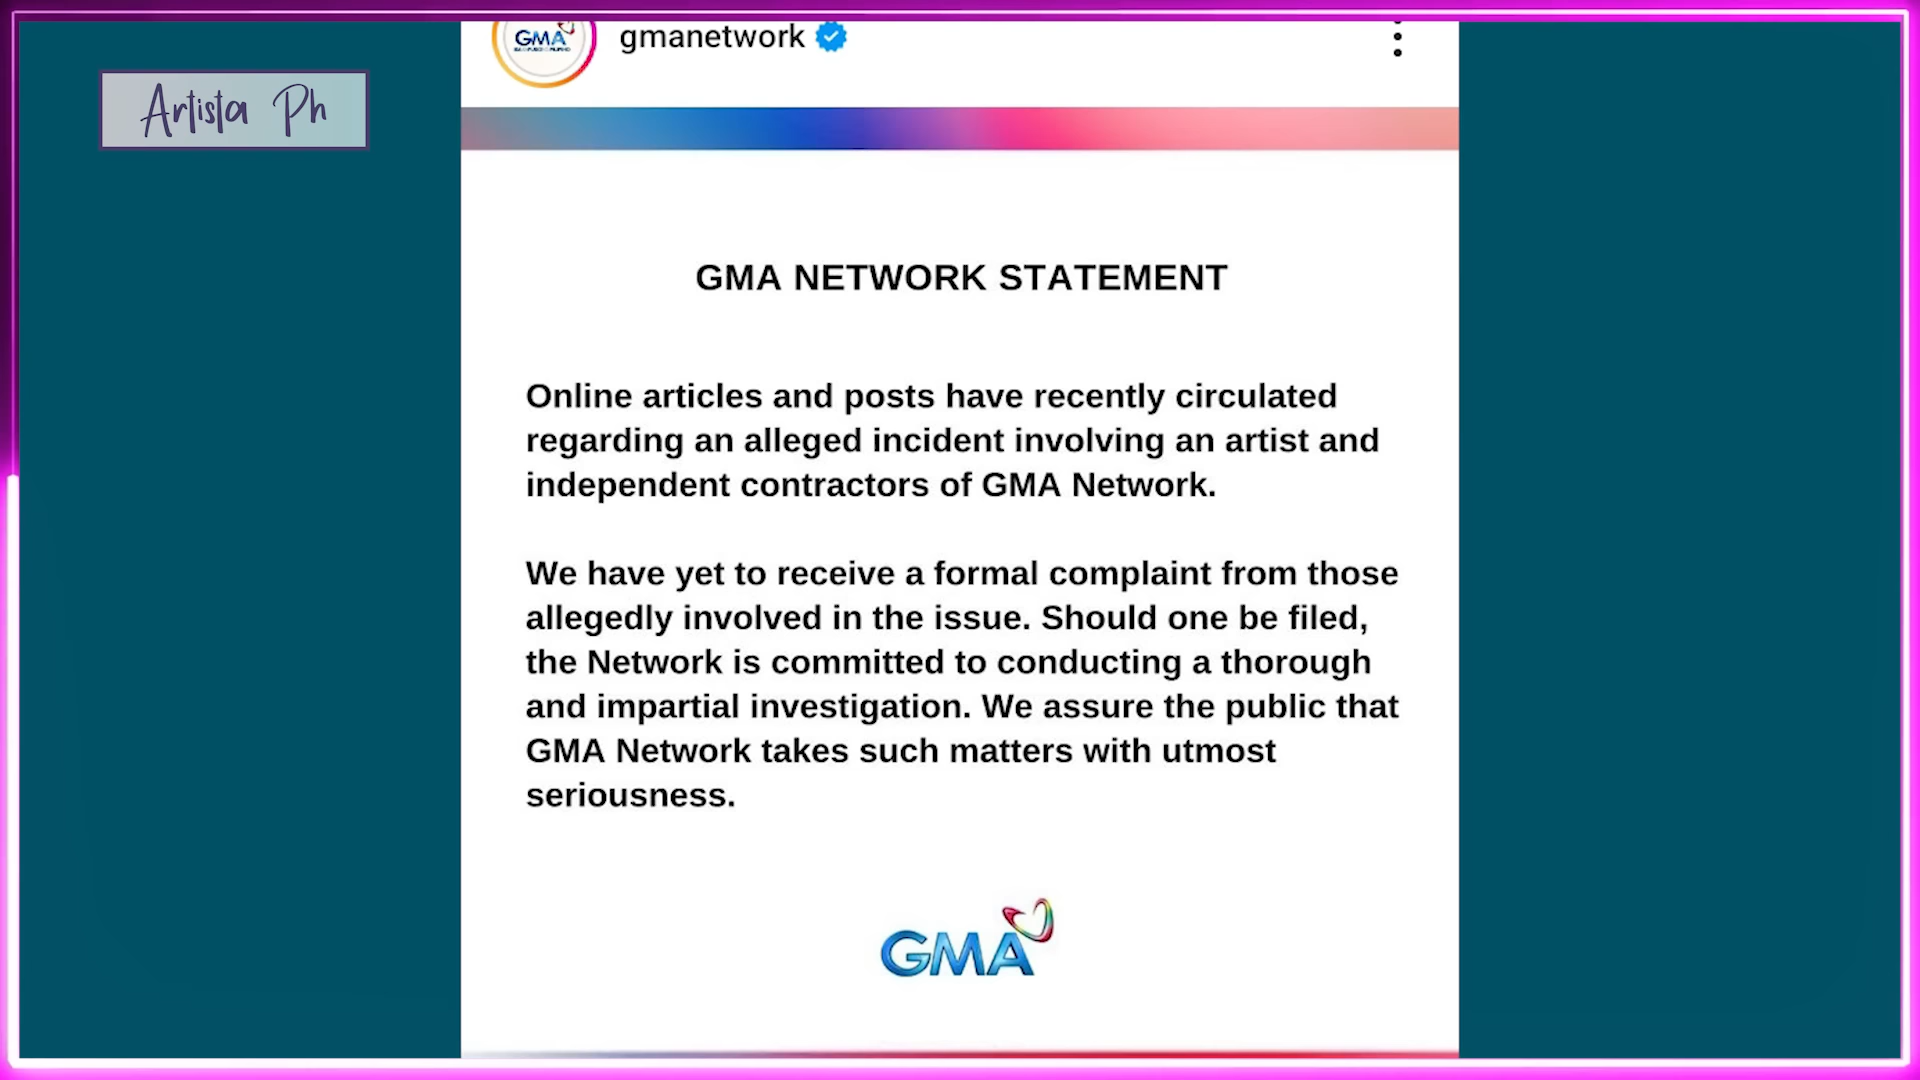 GMA
gmanetwork
Artista Ph
GMA NETWORK STATEMENT
Online articles and posts have recently circulated
regarding an alleged incident involving an artist and
independent contractors of GMA Network.
We have yet to receive a formal complaint from those
allegedly involved in the issue. Should one be filed,
the Network is committed to conducting a thorough
and impartial investigation. We assure the public that
GMA Network takes such matters with utmost
seriousness.
GMA